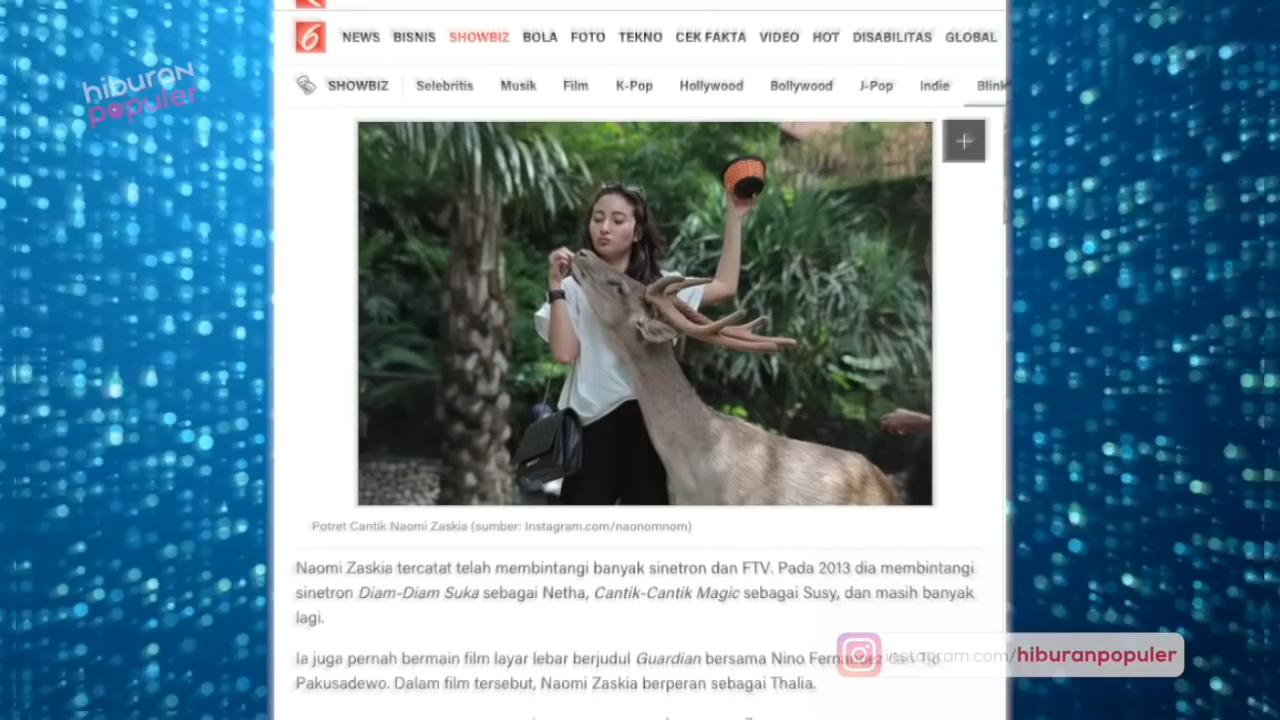 6 NEWS BISNIS SHOWBIZ BOLA FOTO TEKNO CEK FAKTA VIDEO HOT DISABILITAS GLOBAL
SHOWBIZ Selebritis Musik Film K-Pop Hollywood Bollywood J-Pop Indie Blink
hiburan
populer
Potret Cantik Naomi Zaskia (sumber: Instagram.com/naonomnom)
Naomi Zaskia tercatat telah membintangi banyak sinetron dan FTV. Pada 2013 dia membintangi
sinetron Diam-Diam Suka sebagai Netha, Cantik-Cantik Magic sebagai Susy, dan masih banyak
lagi.
Ia juga pernah bermain film layar lebar berjudul Guardian bersama Nino Fernandez dan Tio
Pakusadewo. Dalam film tersebut, Naomi Zaskia berperan sebagai Thalia.
instagram.com/hiburanpopuler